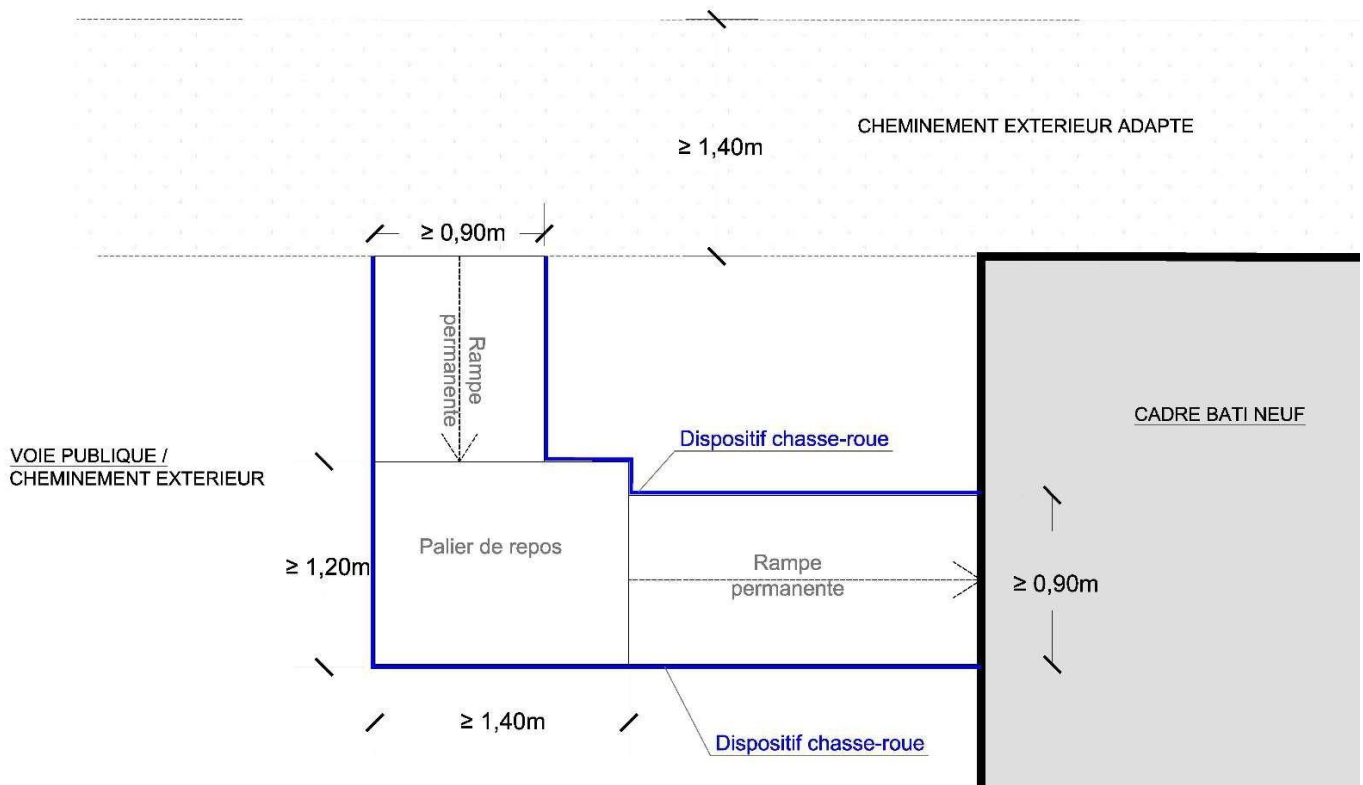 CHEMINEMENT EXTERIEUR ADAPTE
≥ 1,40m
≥ 0,90m
Rampe
permanente
Dispositif chasse-roue
CADRE BATI NEUF
VOIE PUBLIQUE /
CHEMINEMENT EXTERIEUR
Palier de repos
≥ 1,20m
Rampe
permanente
≥ 0,90m
≥ 1,40m
Dispositif chasse-roue